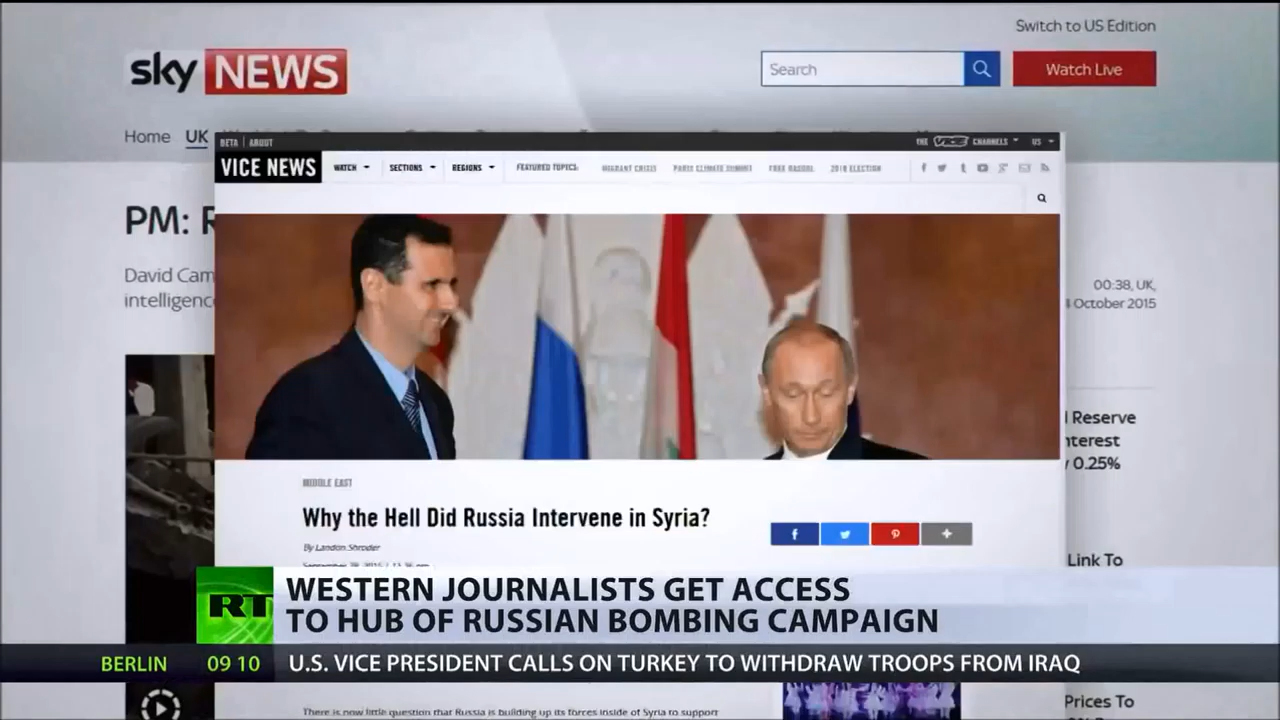 Switch to US Edition
sky NEWS
Search
Watch Live
Home UK
BETA | ABOUT
THE VICE CHANNELS US
VICE NEWS
WATCH SECTIONS REGIONS FEATURED TOPICS: MIGRANT CRISIS PARIS CLIMATE SUMMIT FREE RASOOL 2016 ELECTION
PM: R
David Cam
intelligence
00:38, UK,
October 2015
MIDDLE EAST
Why the Hell Did Russia Intervene in Syria?
By Landon Shroder
l Reserve
nterest
0.25%
Link To
RT
WESTERN JOURNALISTS GET ACCESS
TO HUB OF RUSSIAN BOMBING CAMPAIGN
BERLIN 09 10 U.S. VICE PRESIDENT CALLS ON TURKEY TO WITHDRAW TROOPS FROM IRAQ
There is now little question that Russia is building up its forces inside of Syria to support
Prices To